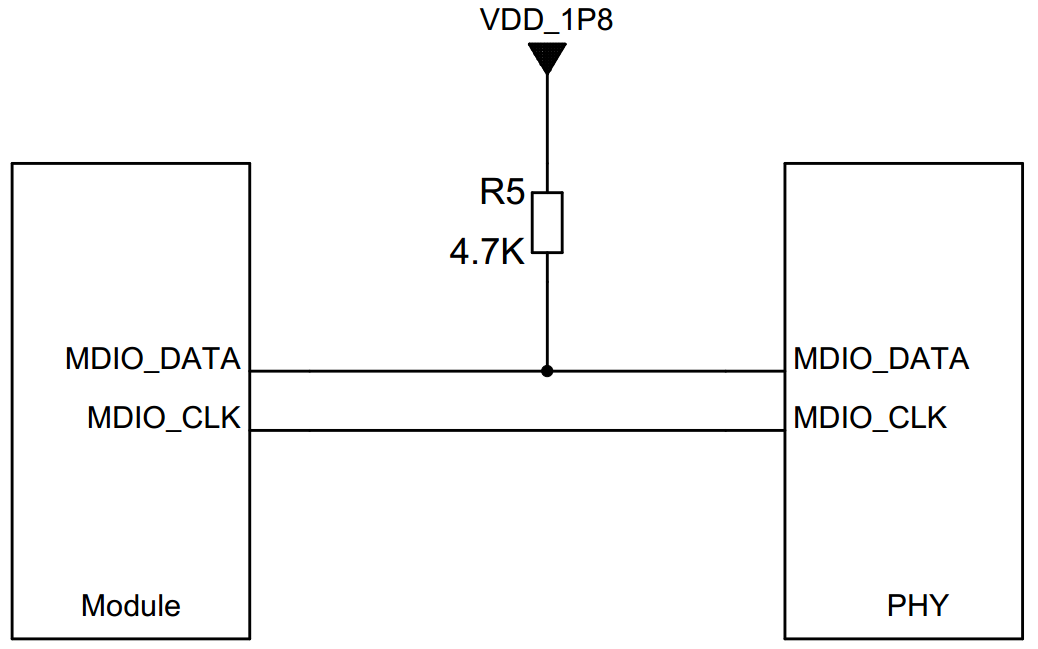 VDD_1P8
R5
4.7K
MDIO_DATA
MDIO_DATA
MDIO_CLK
MDIO_CLK
Module
PHY